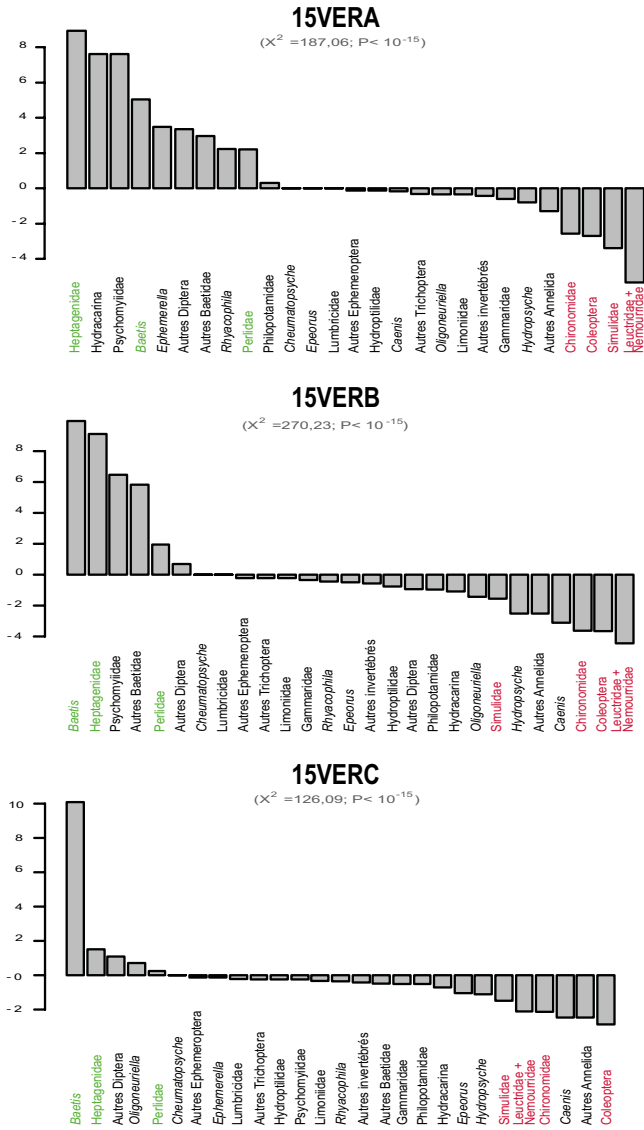 15VERA
(X² =187,06; P< 10⁻¹⁵)
8
6
4
2
0
- 2
- 4
Heptagenidae
Hydracarina
Psychomyiidae
Baetis
Ephemerella
Autres Diptera
Autres Baetidae
Rhyacophila
Perlidae
Philopotamidae
Cheumatopsyche
Epeorus
Lumbricidae
Autres Ephemeroptera
Hydroptilidae
Caenis
Autres Trichoptera
Oligoneuriella
Limoniidae
Autres invertébrés
Gammaridae
Hydropsyche
Autres Annelida
Chironomidae
Coleoptera
Simulidae
Leuctridae +
Nemourridae
15VERB
(X² =270,23; P< 10⁻¹⁵)
8
6
4
2
0
- 2
- 4
Baetis
Heptagenidae
Psychomyiidae
Autres Baetidae
Perlidae
Autres Diptera
Cheumatopsyche
Lumbricidae
Autres Ephemeroptera
Autres Trichoptera
Limoniidae
Gammaridae
Rhyacophila
Epeorus
Autres invertébrés
Hydroptilidae
Autres Diptera
Philopotamidae
Hydracarina
Oligoneuriella
Simulidae
Hydropsyche
Autres Annelida
Caenis
Chironomidae
Coleoptera
Leuctridae +
Nemourridae
15VERC
(X² =126,09; P< 10⁻¹⁵)
10
8
6
4
2
- 0
- 2
Baetis
Heptagenidae
Autres Diptera
Oligoneuriella
Perlidae
Cheumatopsyche
Autres Ephemeroptera
Ephemerella
Lumbricidae
Autres Trichoptera
Hydroptilidae
Psychomyiidae
Limoniidae
Rhyacophila
Autres invertébrés
Autres Baetidae
Gammaridae
Philopotamidae
Hydracarina
Epeorus
Hydropsyche
Simulidae
Leuctridae +
Nemourridae
Chironomidae
Caenis
Autres Annelida
Coleoptera